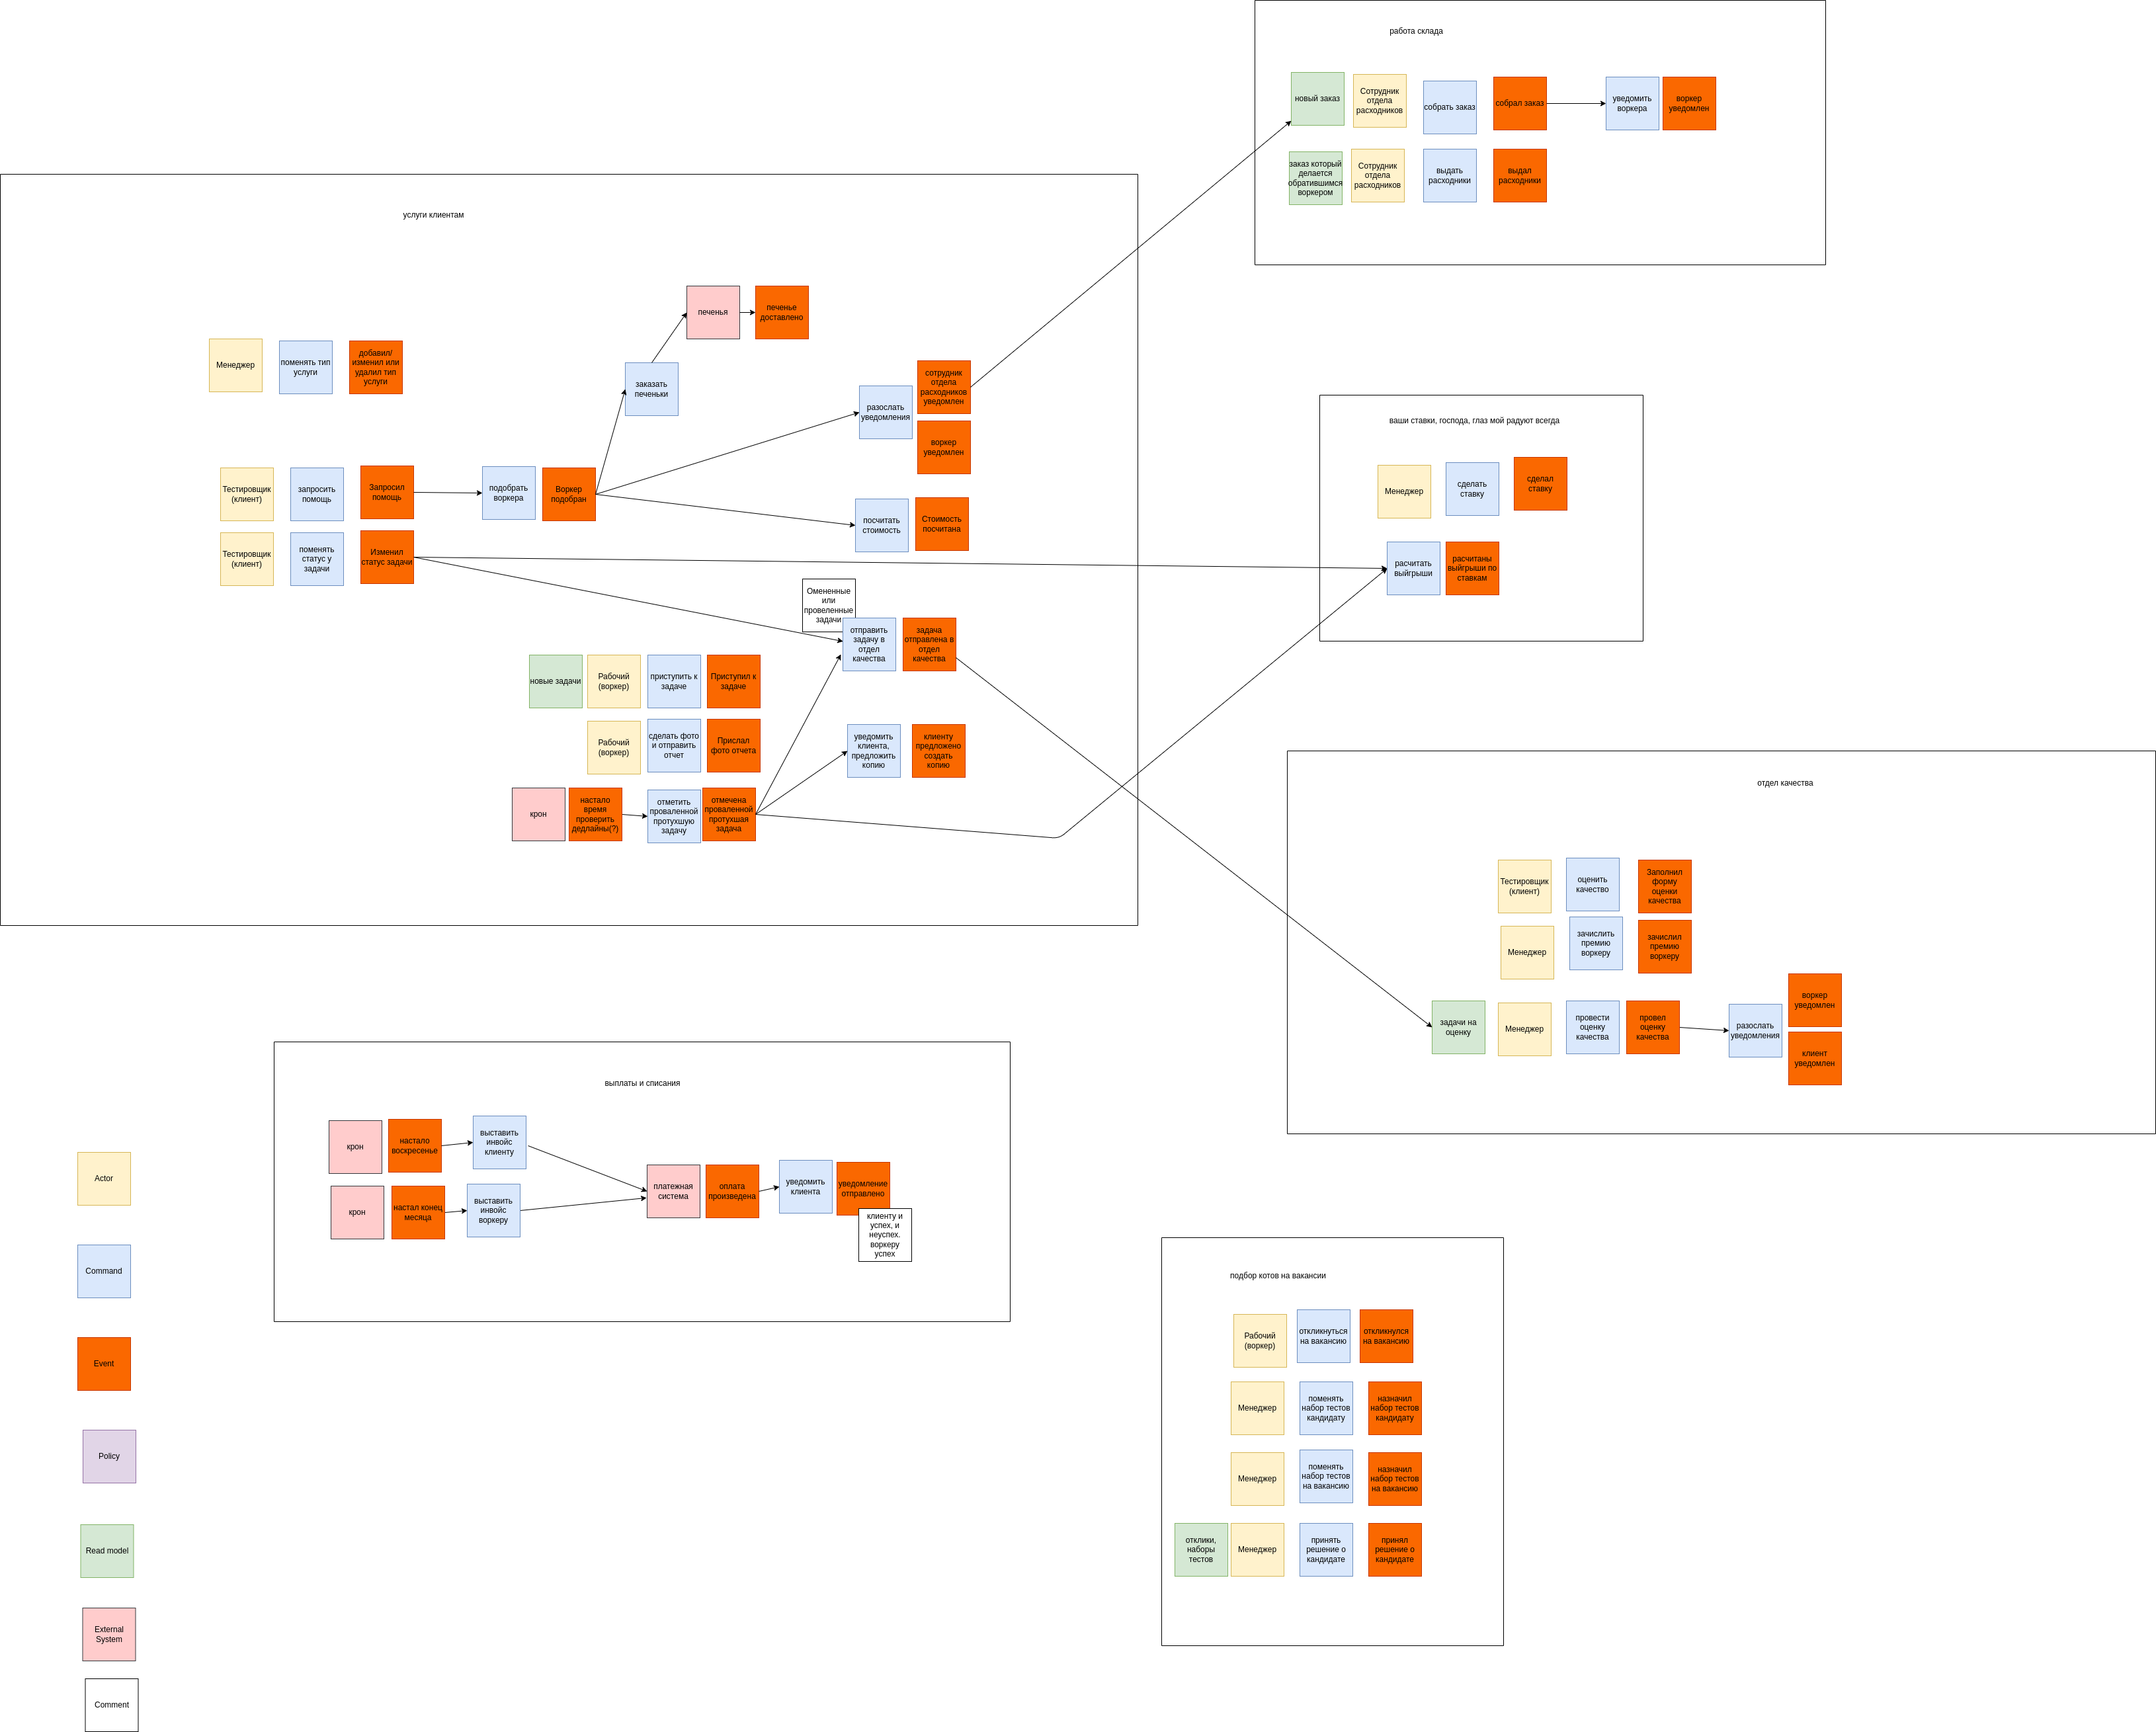 работа склада
новый заказ
Сотрудник
отдела
расходников
собрать заказ
собрал заказ
уведомить
воркера
воркер
уведомлен
заказ который
делается
обратившимся
воркером
Сотрудник
отдела
расходников
выдать
расходники
выдал
расходники
услуги клиентам
печенья
печенье
доставлено
Менеджер
поменять тип
услуги
добавил/
изменил или
удалил тип
услуги
заказать
печеньки
разослать
уведомления
сотрудник
отдела
расходников
уведомлен
воркер
уведомлен
Тестировщик
(клиент)
запросить
помощь
Запросил
помощь
подобрать
воркера
Воркер
подобран
посчитать
стоимость
Стоимость
посчитана
Тестировщик
(клиент)
поменять
статус у
задачи
Изменил
статус задачи
Омененные
или
провеленные
задачи
отправить
задачу в
отдел
качества
задача
отправлена в
отдел
качества
новые задачи
Рабочий
(воркер)
приступить к
задаче
Приступил к
задаче
Рабочий
(воркер)
сделать фото
и отправить
отчет
Прислал
фото отчета
уведомить
клиента,
предложить
копию
клиенту
предложено
создать
копию
крон
настало
время
проверить
дедлайны(?)
отметить
проваленной
протухшую
задачу
отмечена
проваленной
протухшая
задача
ваши ставки, господа, глаз мой радуют всегда
Менеджер
сделать
ставку
сделал
ставку
расчитать
выйгрыши
расчитаны
выйгрыши по
ставкам
отдел качества
Тестировщик
(клиент)
оценить
качество
Заполнил
форму
оценки
качества
Менеджер
зачислить
премию
воркеру
зачислил
премию
воркеру
задачи на
оценку
Менеджер
провести
оценку
качества
провел
оценку
качества
разослать
уведомления
воркер
уведомлен
клиент
уведомлен
выплаты и списания
крон
настало
воскресенье
выставить
инвойс
клиенту
крон
настал конец
месяца
выставить
инвойс
воркеру
платежная
система
оплата
произведена
уведомить
клиента
уведомление
отправлено
клиенту и
успех, и
неуспех.
воркеру
успех
подбор котов на вакансии
Рабочий
(воркер)
откликнуться
на вакансию
откликнулся
на вакансию
Менеджер
поменять
набор тестов
кандидату
назначил
набор тестов
кандидату
Менеджер
поменять
набор тестов
на вакансию
назначил
набор тестов
на вакансию
отклики,
наборы
тестов
Менеджер
принять
решение о
кандидате
принял
решение о
кандидате
Actor
Command
Event
Policy
Read model
External
System
Comment